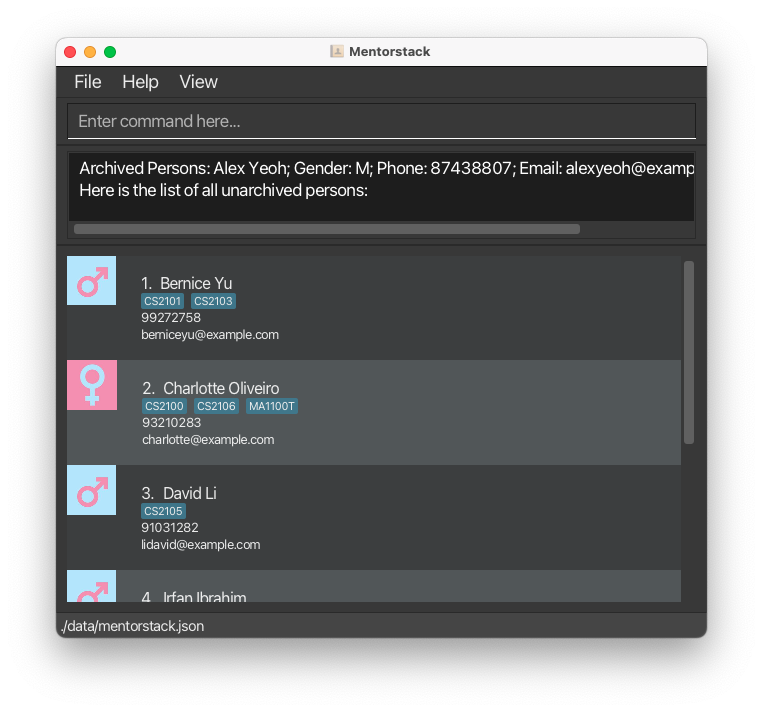 Mentorstack
File Help View
Enter command here...
Archived Persons: Alex Yeoh; Gender: M; Phone: 87438807; Email: alexyeoh@examp
Here is the list of all unarchived persons:
1. Bernice Yu
CS2101 CS2103
99272758
berniceyu@example.com
2. Charlotte Oliveiro
CS2100 CS2106 MA1100T
93210283
charlotte@example.com
3. David Li
CS2105
91031282
lidavid@example.com
4. Irfan Ibrahim
./data/mentorstack.json